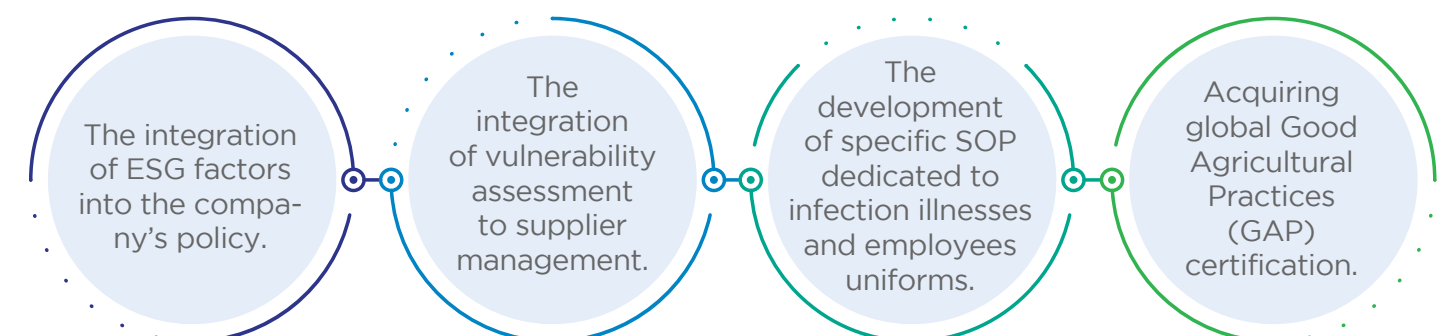 The integration
of ESG factors
into the compa-
ny's policy.
The
integration
of vulnerability
assessment
to supplier
management.
The
development
of specific SOP
dedicated to
infection illnesses
and employees
uniforms.
Acquiring
global Good
Agricultural
Practices
(GAP)
certification.